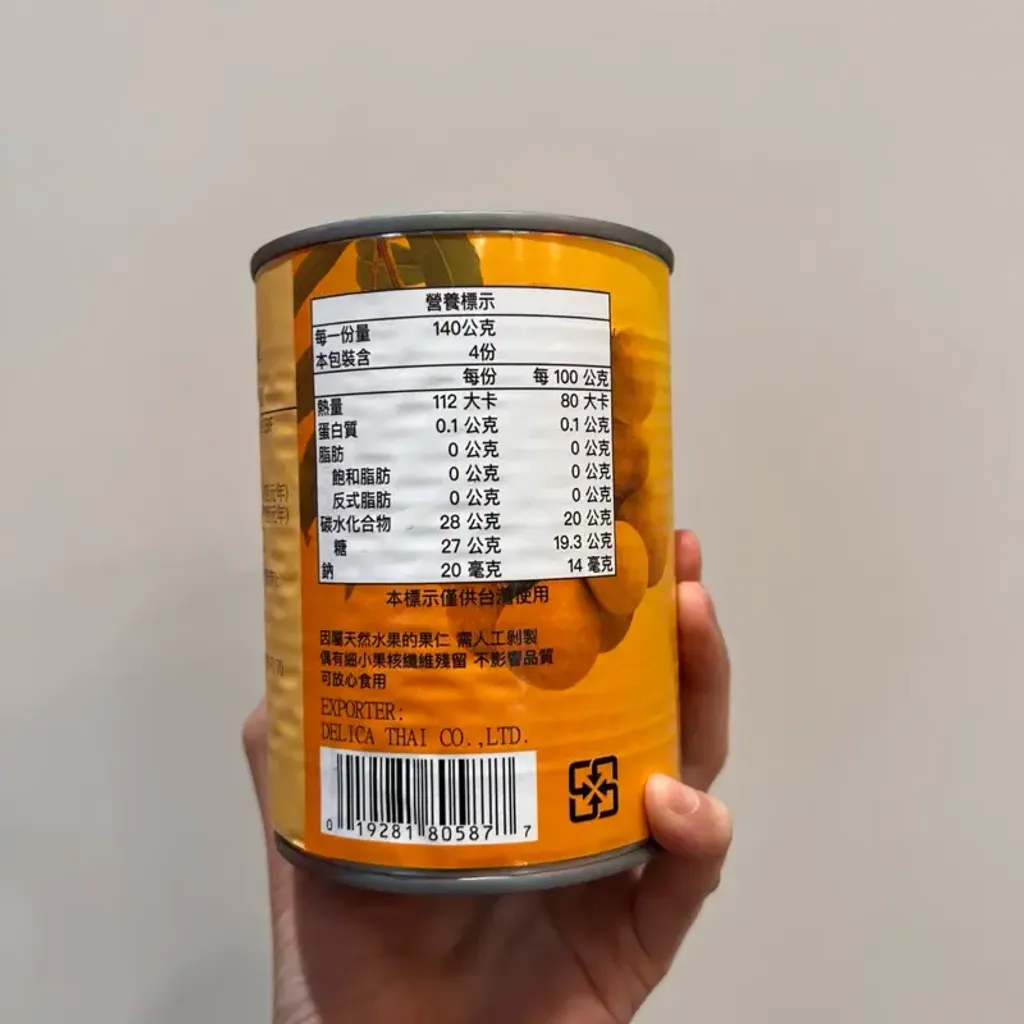 營養標示
每一份量 140公克
本包裝含 4份
每份 每 100 公克
熱量 112 大卡 80 大卡
蛋白質 0.1 公克 0.1 公克
脂肪 0 公克 0 公克
飽和脂肪 0 公克 0 公克
反式脂肪 0 公克 0 公克
碳水化合物 28 公克 20 公克
糖 27 公克 19.3 公克
鈉 20 毫克 14 毫克
本標示僅供台灣使用
因屬天然水果的果仁 需人工剝製
偶有細小果核纖維殘留 不影響品質
可放心食用
EXPORTER:
DELICA THAI CO.,LTD.
0 19281 80587 7